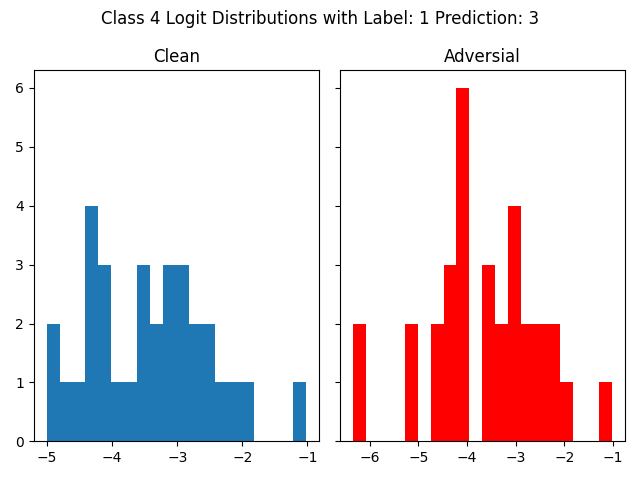 Class 4 Logit Distributions with Label: 1 Prediction: 3
Clean
Adversial
6
5
4
3
2
1
0
−5 −4 −3 −2 −1
−6 −5 −4 −3 −2 −1